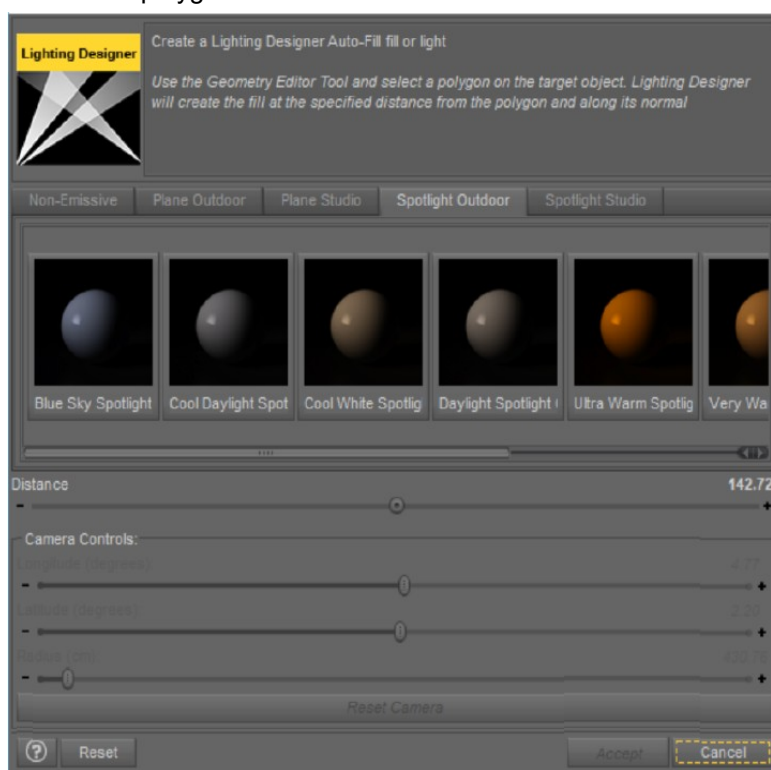 Lighting Designer
Create a Lighting Designer Auto-Fill fill or light
Use the Geometry Editor Tool and select a polygon on the target object. Lighting Designer
will create the fill at the specified distance from the polygon and along its normal
Non-Emissive
Plane Outdoor
Plane Studio
Spotlight Outdoor
Spotlight Studio
Blue Sky Spotlight
Cool Daylight Spot
Cool White Spotlig
Daylight Spotlight
Ultra Warm Spotlig
Very Wa
Distance
142.72
Camera Controls:
Longitude (degrees):
4.77
Latitude (degrees):
2.20
Radius (cm):
Reset Camera
?
Reset
Accept
Cancel